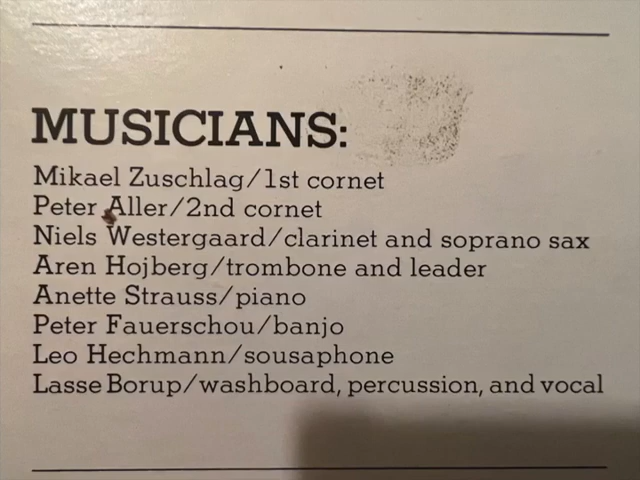 MUSICIANS:
Mikael Zuschlag/1st cornet
Peter Aller/2nd cornet
Niels Westergaard/clarinet and soprano sax
Aren Hojberg/trombone and leader
Anette Strauss/piano
Peter Fauerschou/banjo
Leo Hechmann/sousaphone
Lasse Borup/washboard, percussion, and vocal